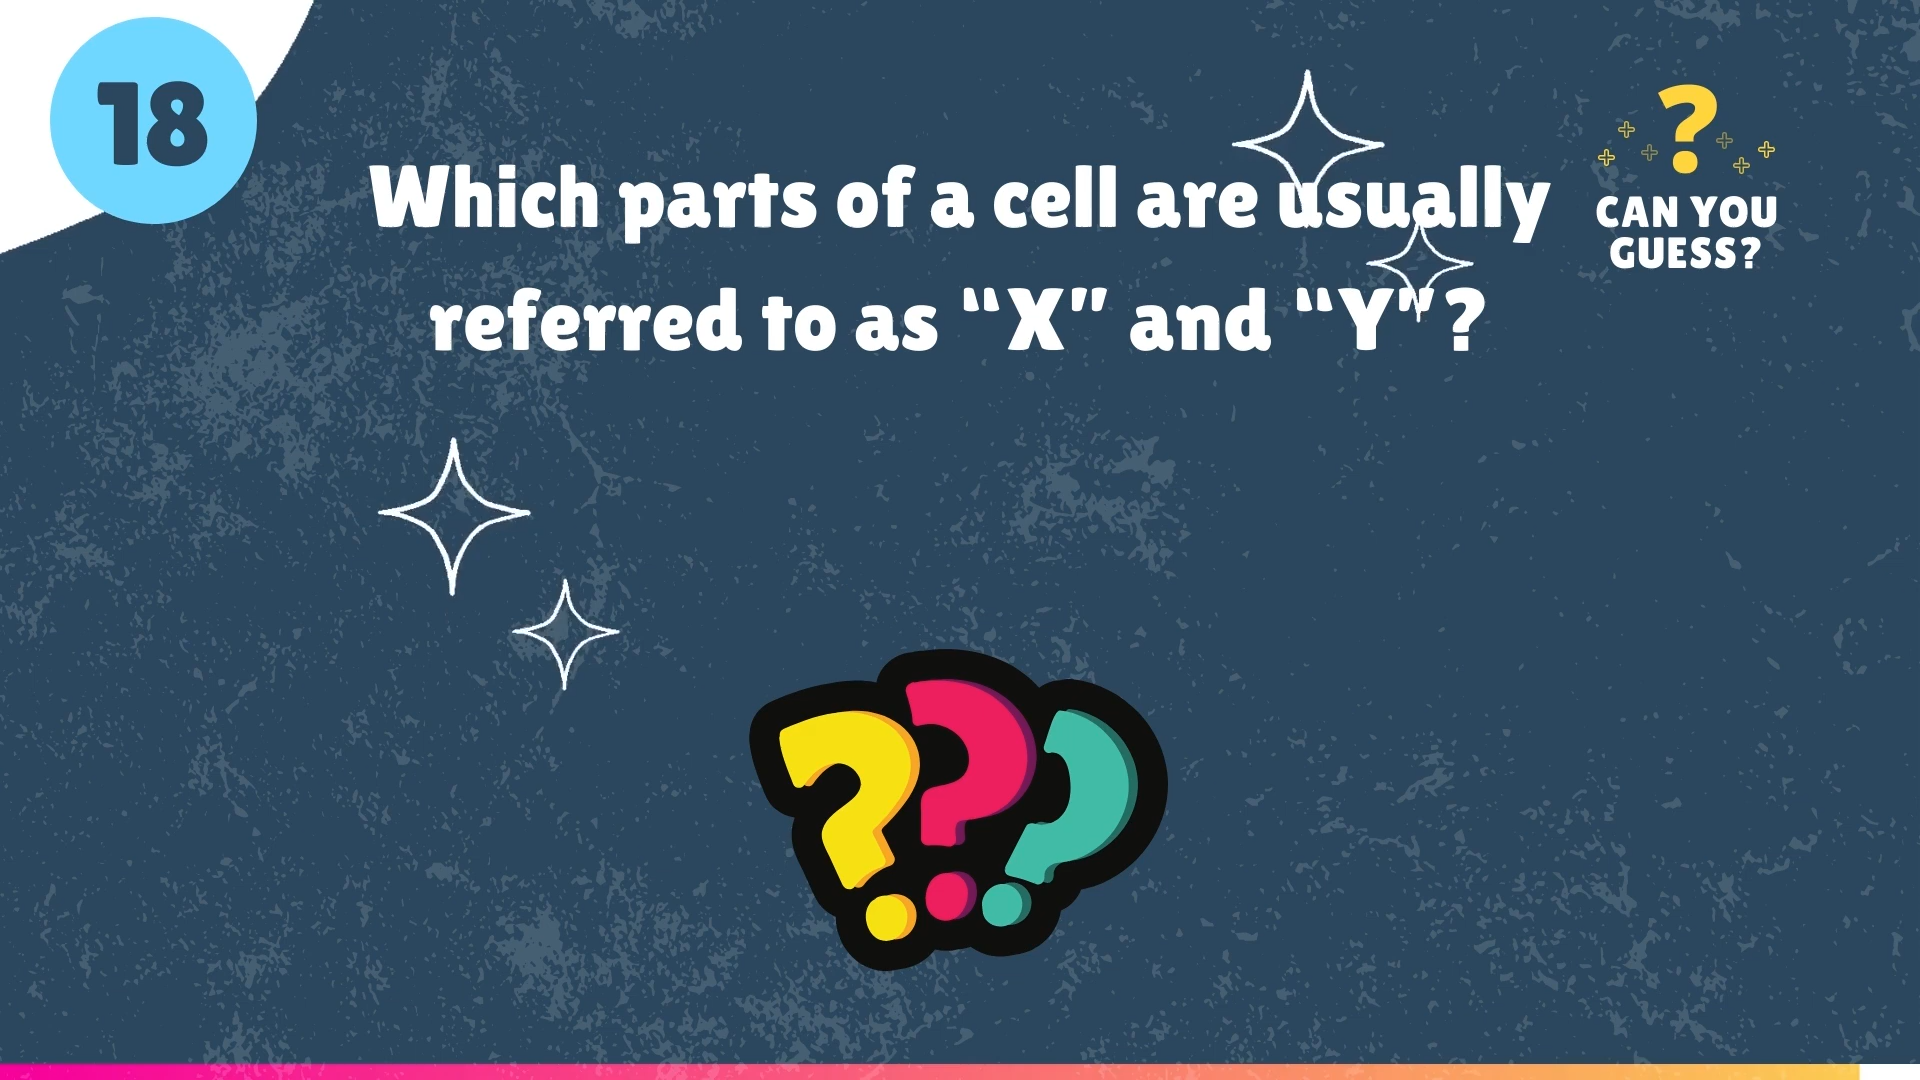 18
Which parts of a cell are usually
referred to as “X” and “Y”?
?
CAN YOU
GUESS?
???